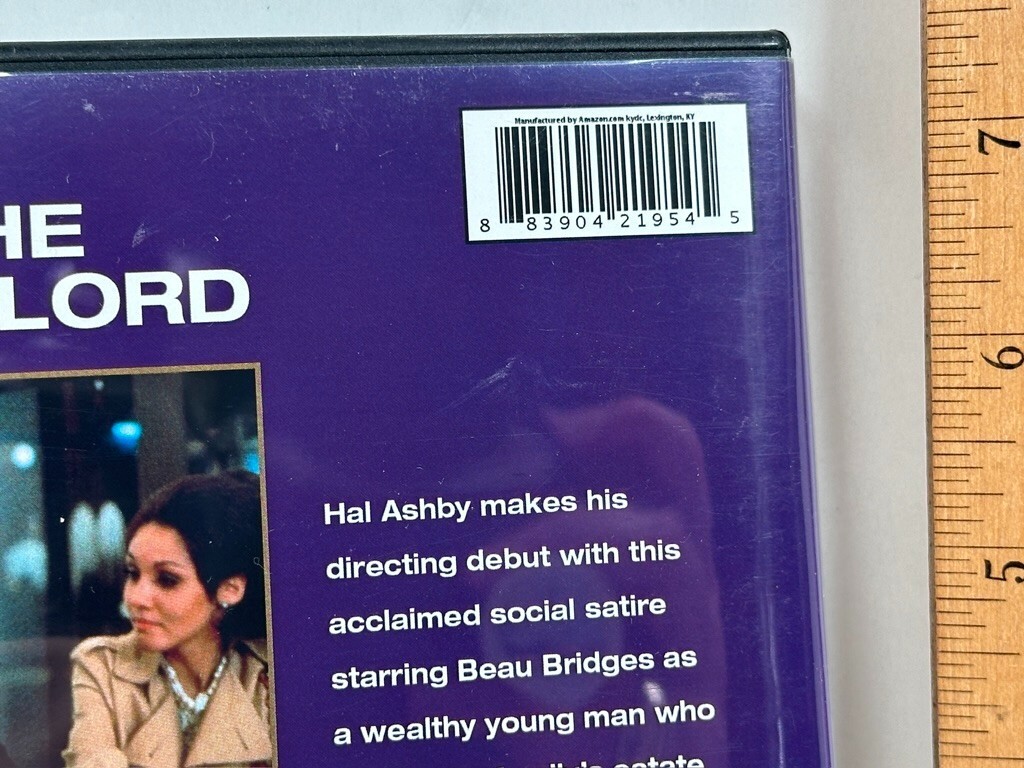 Manufactured by Amazon.com kydc, Lexington, KY
8 83904 21954 5
HE
LORD
Hal Ashby makes his
directing debut with this
acclaimed social satire
starring Beau Bridges as
a wealthy young man who
estate
7
6
5